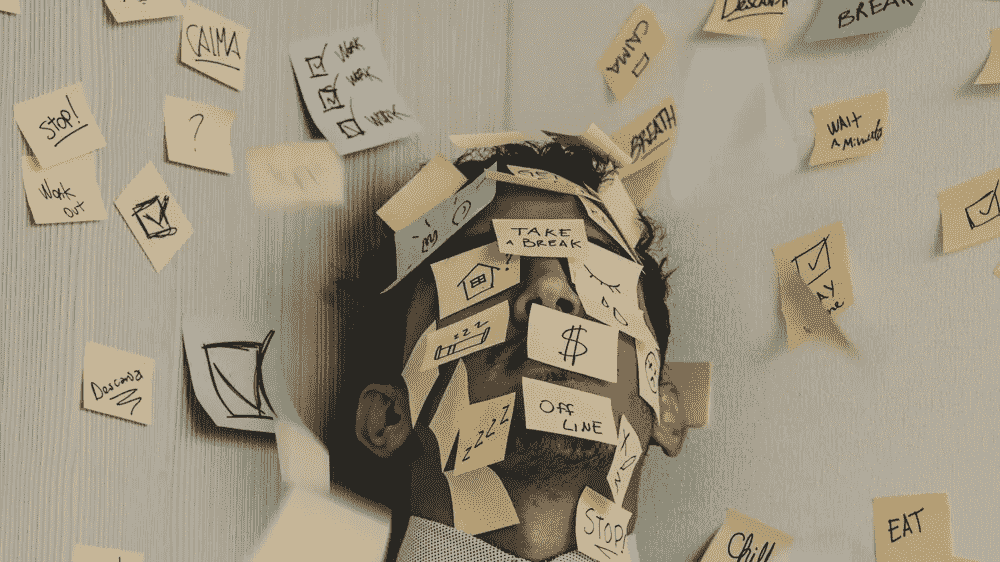 CALMA
WORK
WORK
WORK
CALMA
BREAK
STOP!
?
BREATH
WAIT
A Minute
WORK
OUT
TAKE
A BREAK
?
zzz
$
Descansa
OFF
LINE
ZZZZ
STOP!
Chill
EAT